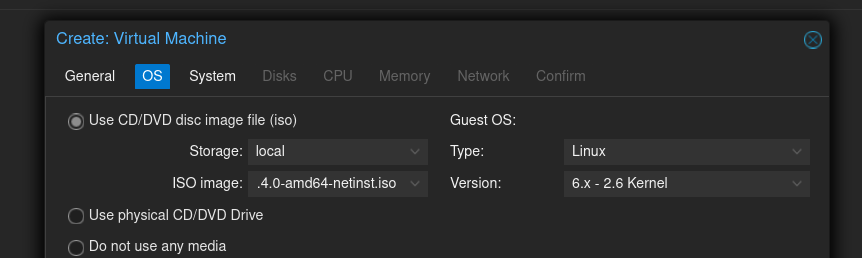 Create: Virtual Machine
General OS System Disks CPU Memory Network Confirm
Use CD/DVD disc image file (iso) Guest OS:
Storage: local Type: Linux
ISO image: .4.0-amd64-netinst.iso Version: 6.x - 2.6 Kernel
Use physical CD/DVD Drive
Do not use any media